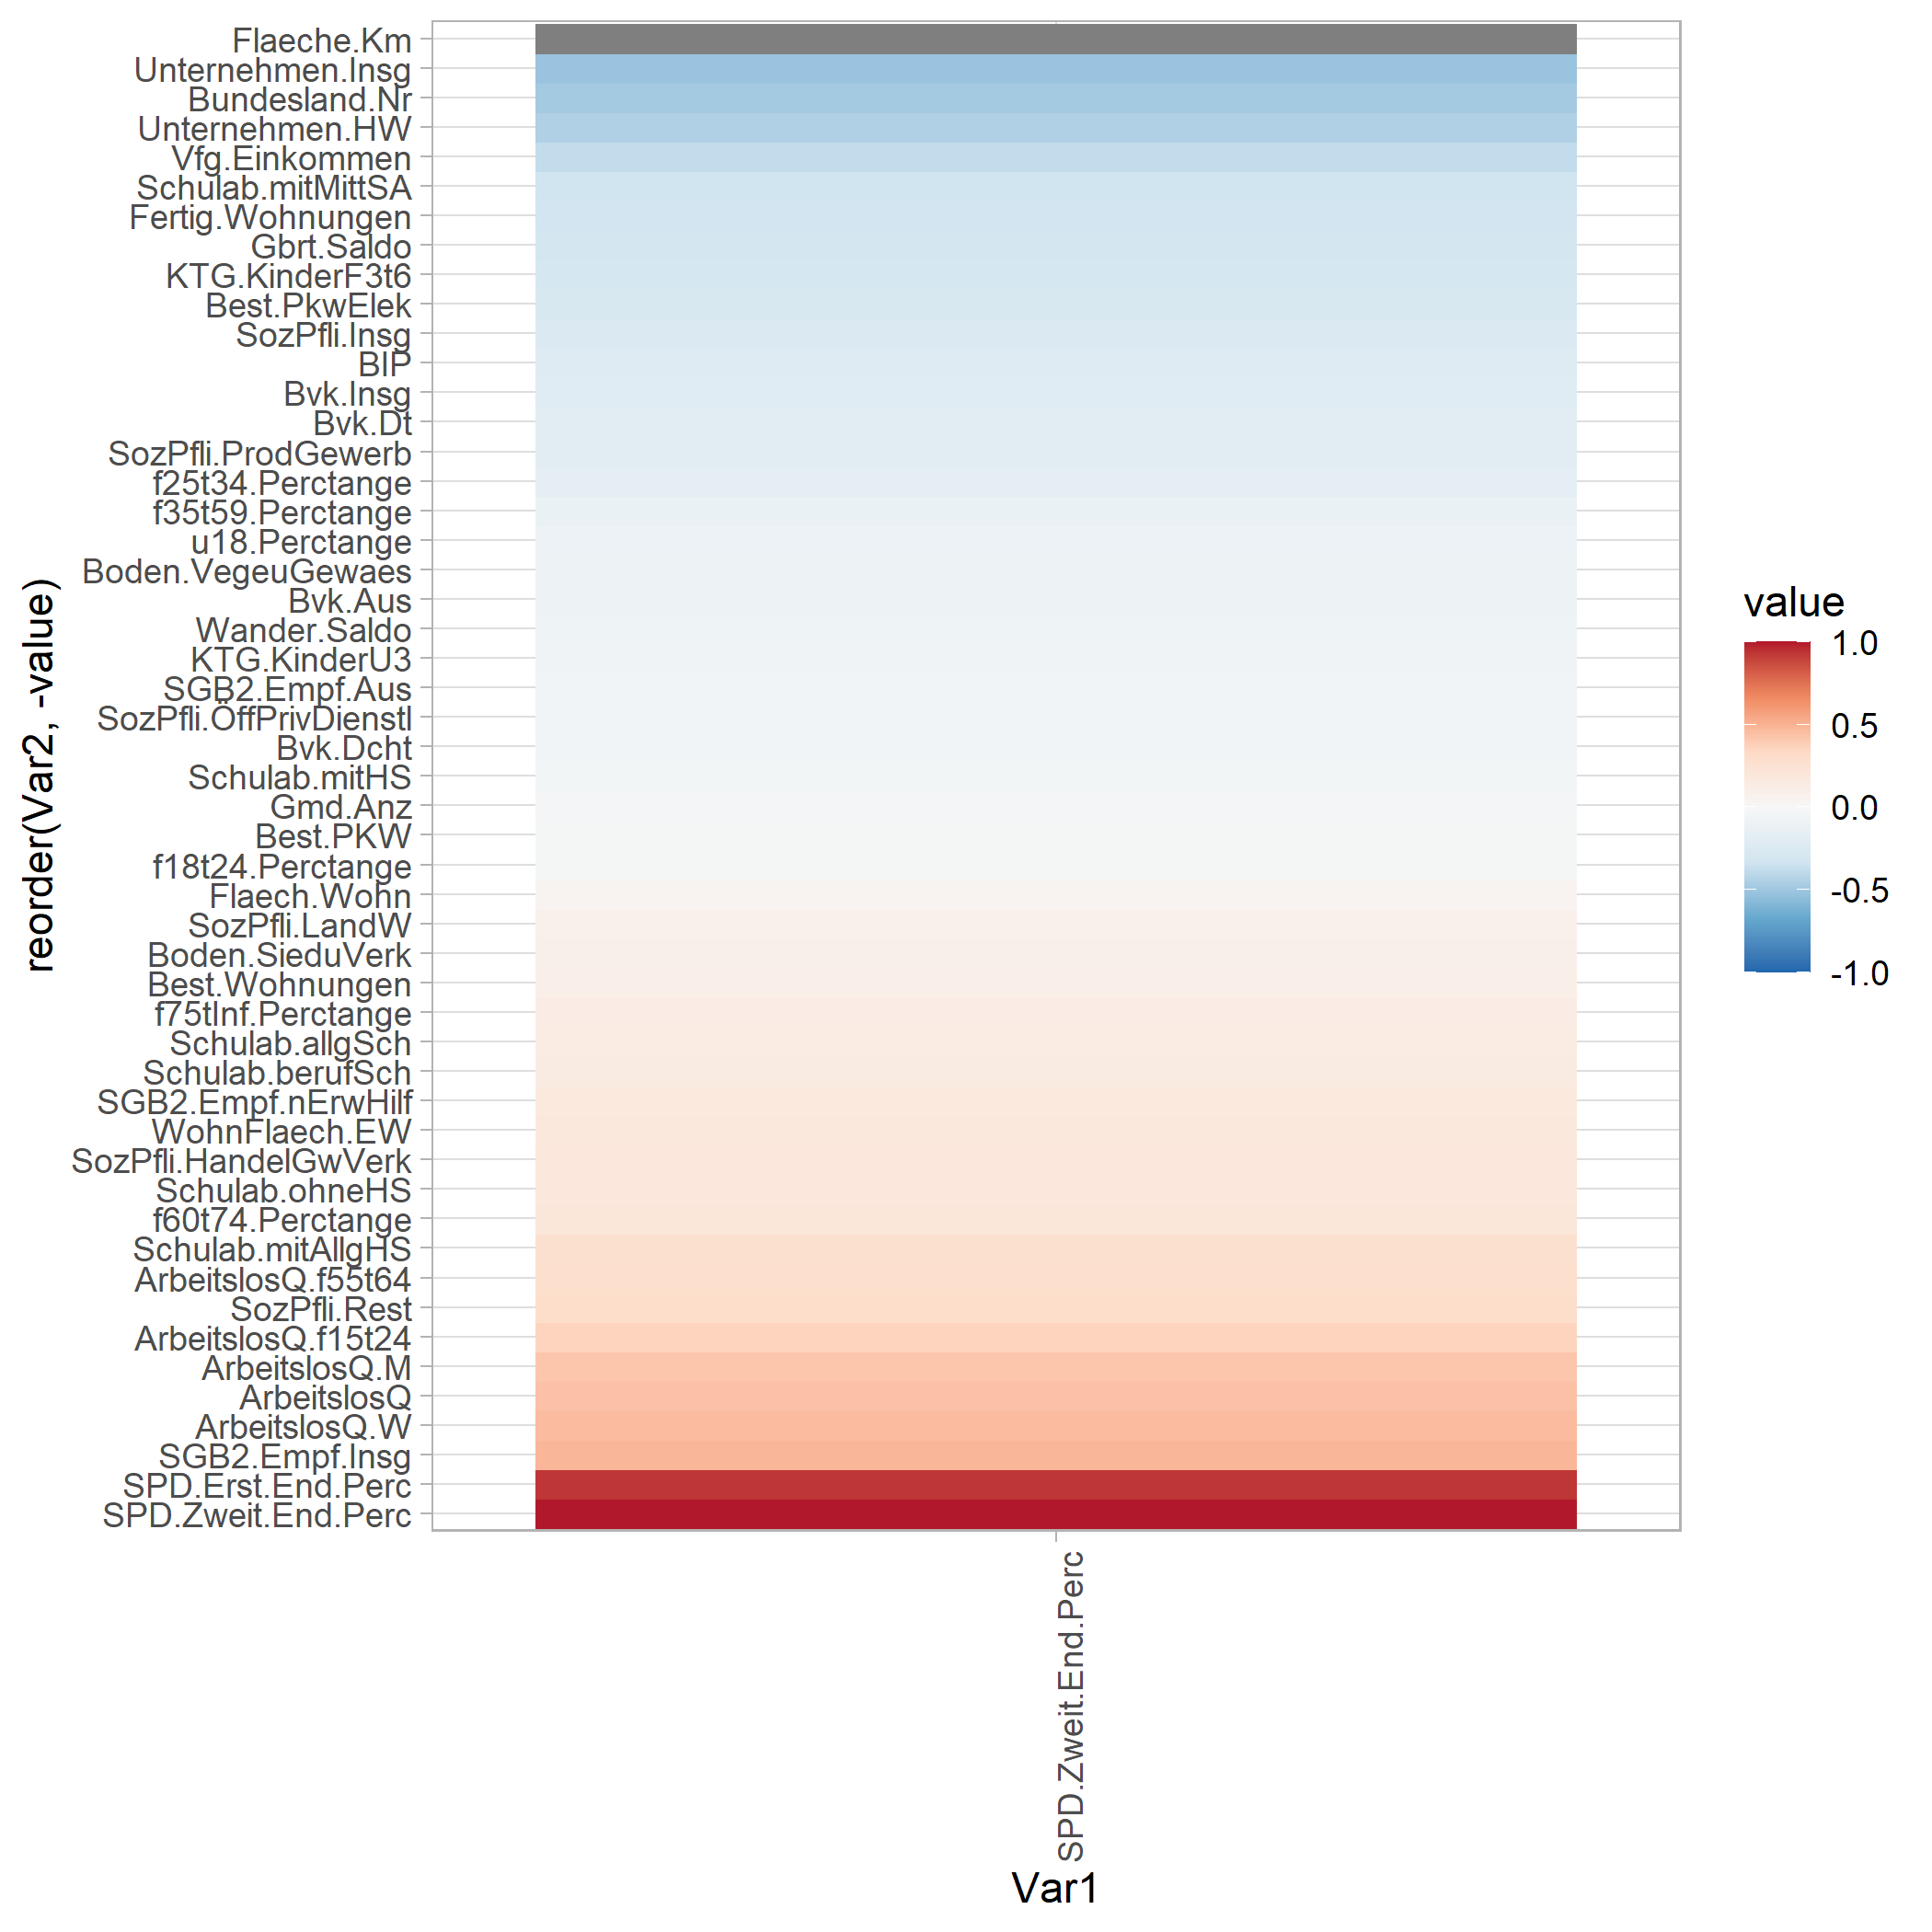 reorder(Var2, -value)
Flaeche.Km
Unternehmen.Insg
Bundesland.Nr
Unternehmen.HW
Vfg.Einkommen
Schulab.mitMittSA
Fertig.Wohnungen
Gbrt.Saldo
KTG.KinderF3t6
Best.PkwElek
SozPfli.Insg
BIP
Bvk.Insg
Bvk.Dt
SozPfli.ProdGewerb
f25t34.Perctange
f35t59.Perctange
u18.Perctange
Boden.VegeuGewaes
Bvk.Aus
Wander.Saldo
KTG.KinderU3
SGB2.Empf.Aus
SozPfli.ÖffPrivDienstl
Bvk.Dcht
Schulab.mitHS
Gmd.Anz
Best.PKW
f18t24.Perctange
Flaech.Wohn
SozPfli.LandW
Boden.SieduVerk
Best.Wohnungen
f75tInf.Perctange
Schulab.allgSch
Schulab.berufSch
SGB2.Empf.nErwHilf
WohnFlaech.EW
SozPfli.HandelGwVerk
Schulab.ohneHS
f60t74.Perctange
Schulab.mitAllgHS
ArbeitslosQ.f55t64
SozPfli.Rest
ArbeitslosQ.f15t24
ArbeitslosQ.M
ArbeitslosQ
ArbeitslosQ.W
SGB2.Empf.Insg
SPD.Erst.End.Perc
SPD.Zweit.End.Perc
SPD.Zweit.End.Perc
Var1
value
1.0
0.5
0.0
-0.5
-1.0